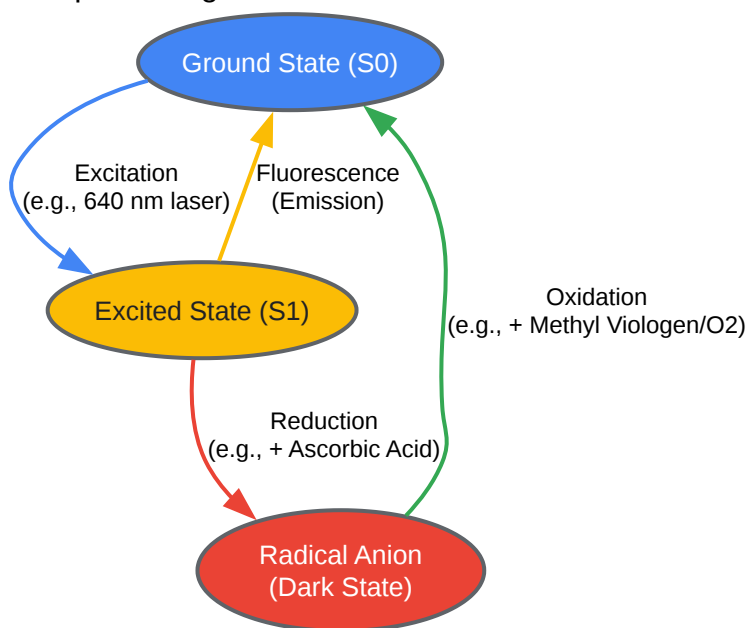 Ground State (S0)
Excitation
(e.g., 640 nm laser)
Fluorescence
(Emission)
Excited State (S1)
Oxidation
(e.g., + Methyl Viologen/O2)
Reduction
(e.g., + Ascorbic Acid)
Radical Anion
(Dark State)